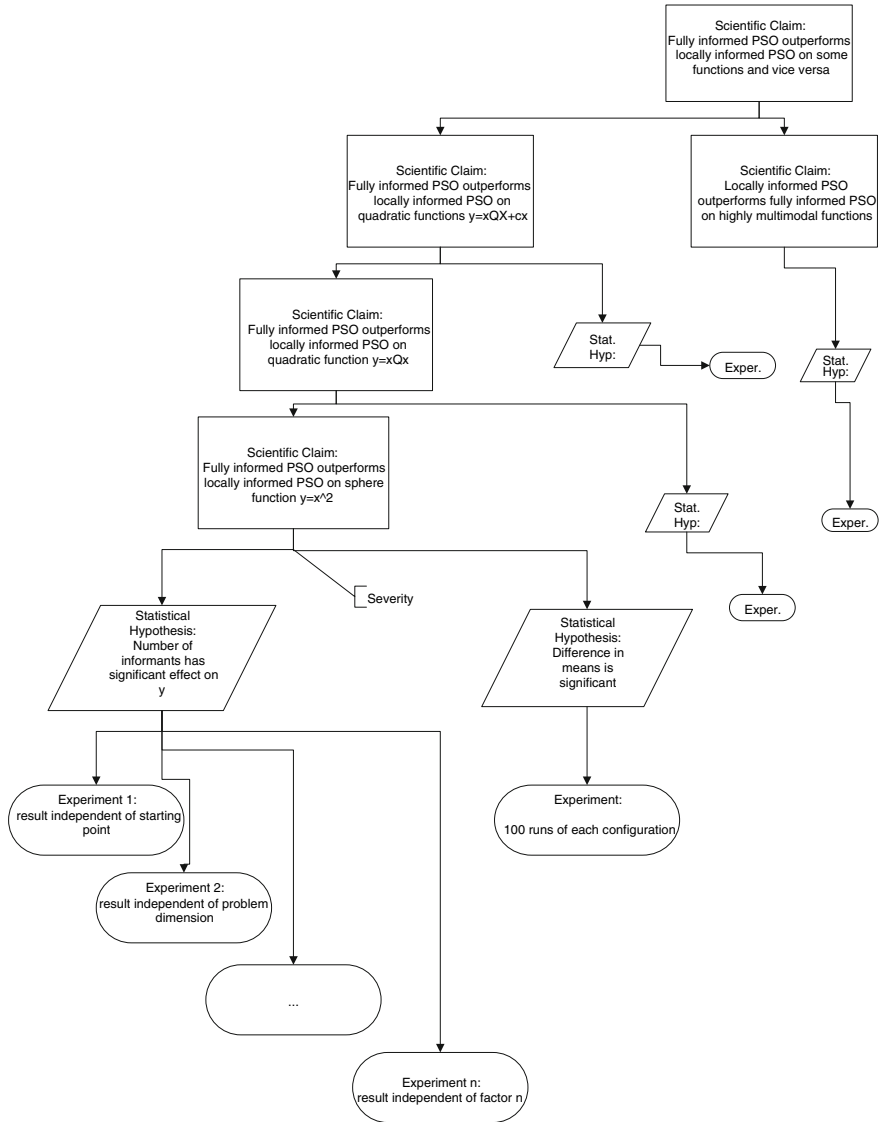 Scientific Claim:
Fully informed PSO outperforms
locally informed PSO on some
functions and vice versa
Scientific Claim:
Fully informed PSO outperforms
locally informed PSO on
quadratic functions y=xQX+cx
Scientific Claim:
Locally informed PSO
outperforms fully informed PSO
on highly multimodal functions
Scientific Claim:
Fully informed PSO outperforms
locally informed PSO on
quadratic function y=xQx
Stat.
Hyp:
Exper.
Stat.
Hyp:
Exper.
Scientific Claim:
Fully informed PSO outperforms
locally informed PSO on sphere
function y=x^2
Stat.
Hyp:
Exper.
Severity
Statistical
Hypothesis:
Number of
informants has
significant effect on
y
Statistical
Hypothesis:
Difference in
means is
significant
Experiment 1:
result independent of starting
point
Experiment:
100 runs of each configuration
Experiment 2:
result independent of problem
dimension
...
Experiment n:
result independent of factor n